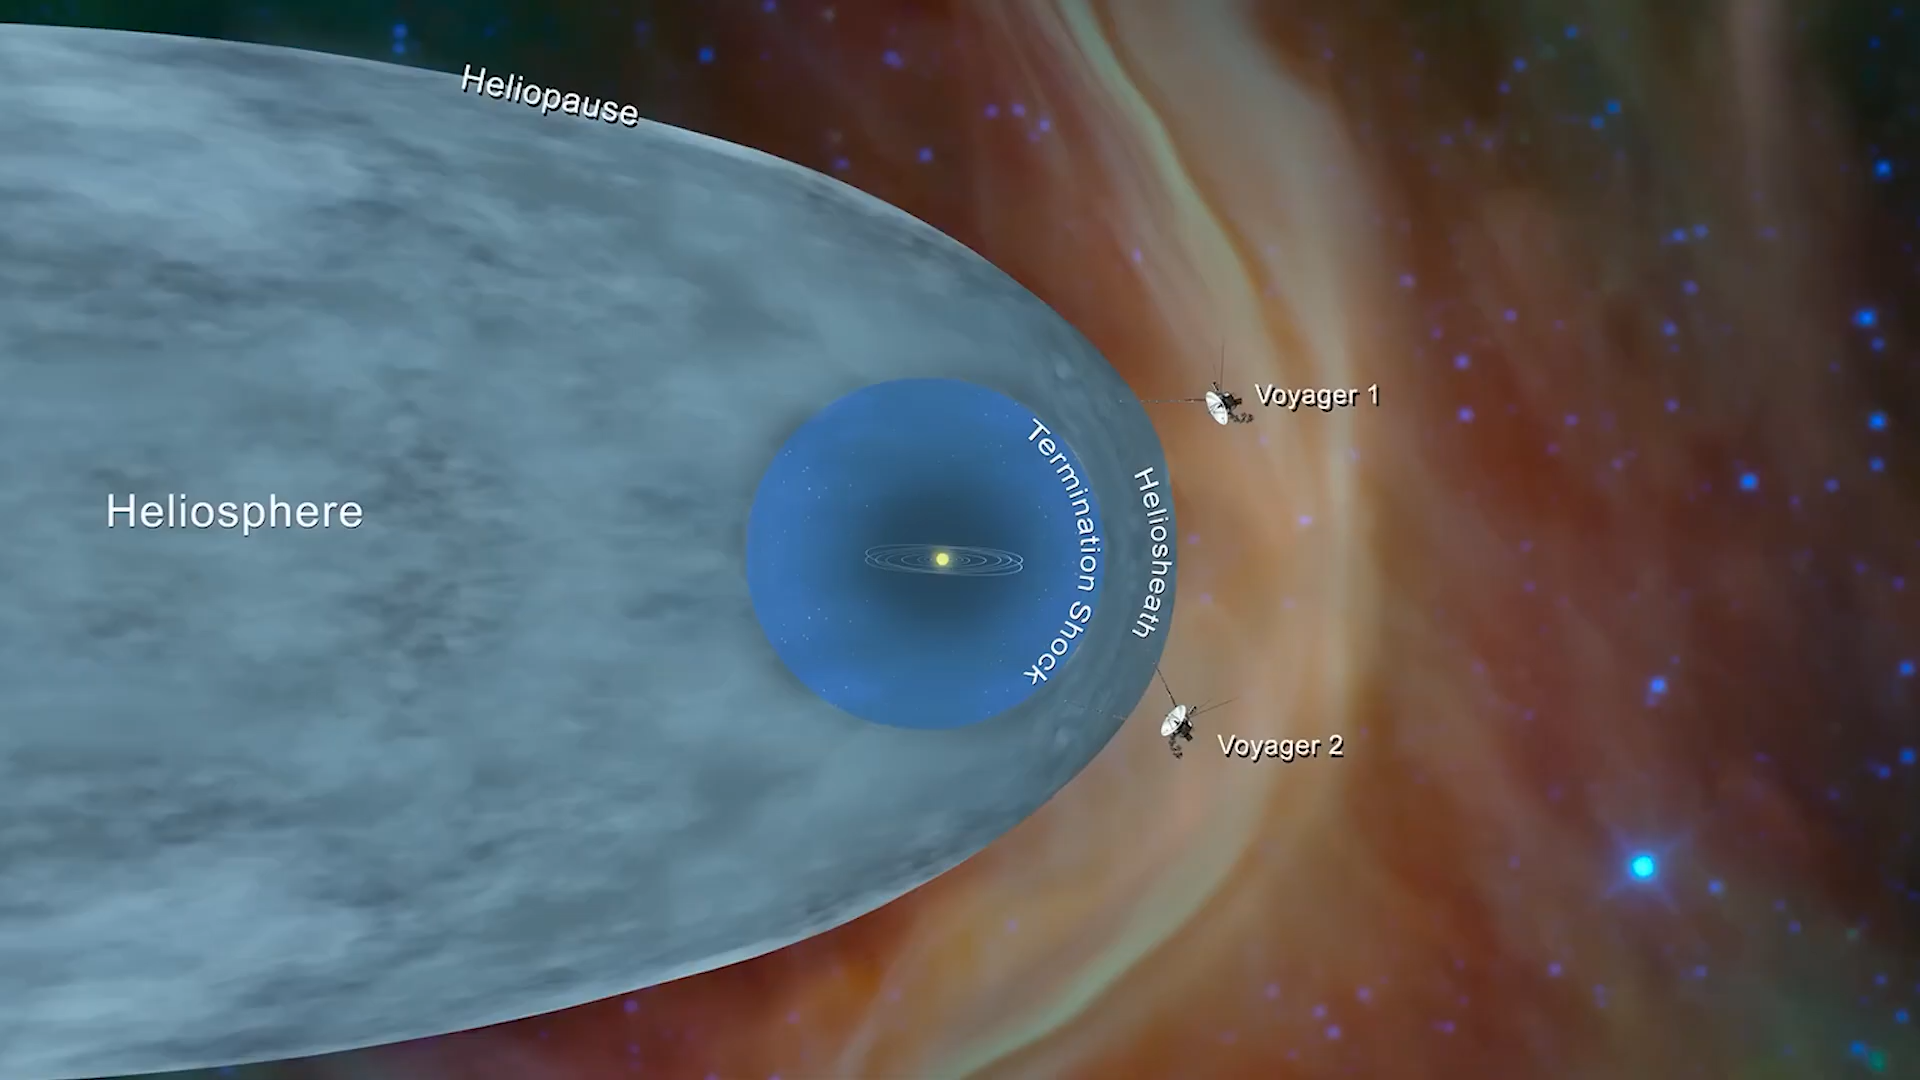 Heliopause
Voyager 1
Termination Shock
Heliosheath
Heliosphere
Voyager 2